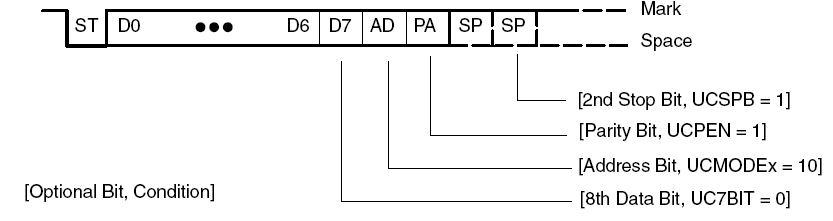 Mark
ST D0 ●●● D6 D7 AD PA SP SP
Space
[2nd Stop Bit, UCSPB = 1]
[Parity Bit, UCPEN = 1]
[Address Bit, UCMODEx = 10]
[Optional Bit, Condition]
[8th Data Bit, UC7BIT = 0]